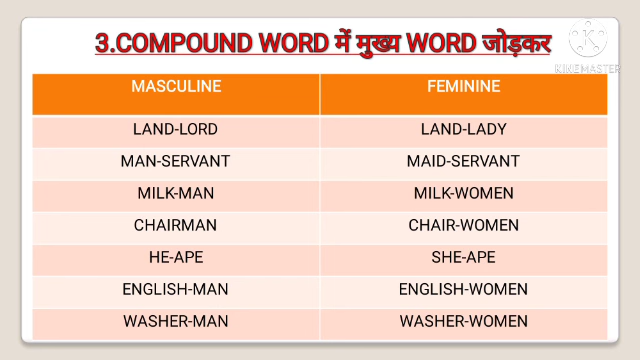 3.COMPOUND WORD में मुख्य WORD जोड़कर
KINEMASTER
MASCULINE FEMININE
LAND-LORD LAND-LADY
MAN-SERVANT MAID-SERVANT
MILK-MAN MILK-WOMEN
CHAIRMAN CHAIR-WOMEN
HE-APE SHE-APE
ENGLISH-MAN ENGLISH-WOMEN
WASHER-MAN WASHER-WOMEN